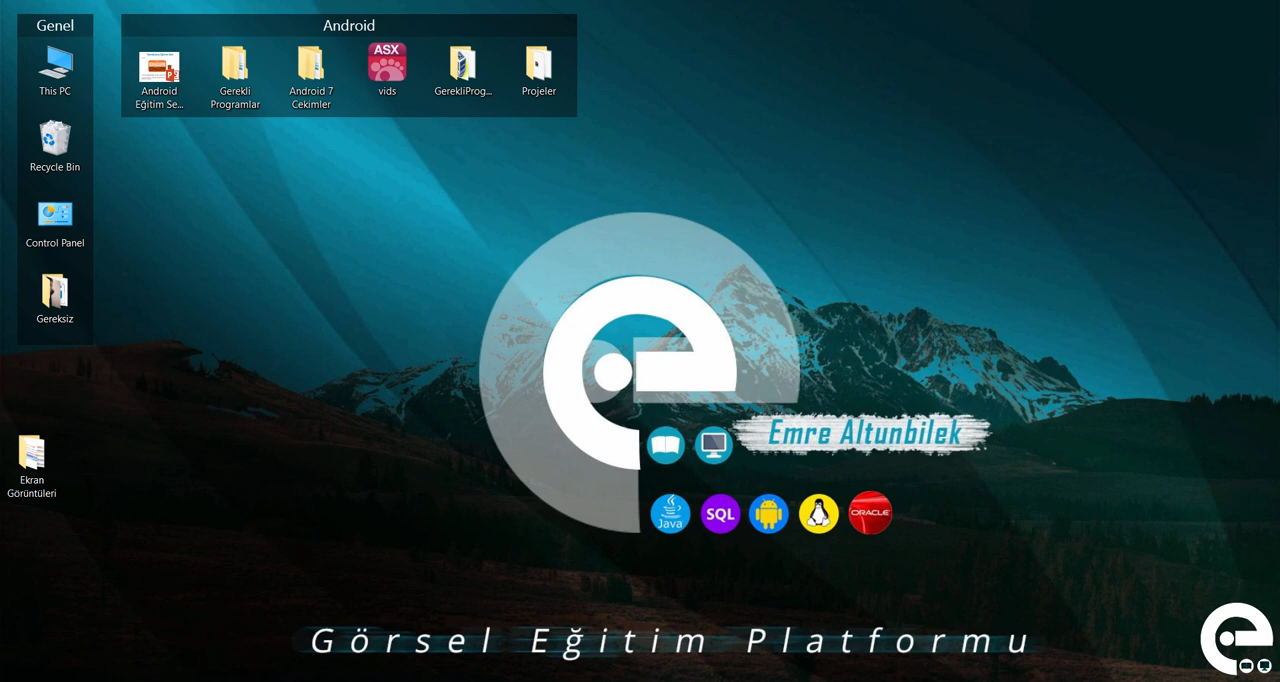 Genel
Android
This PC
Android
Eğitim Se...
Gerekli
Programlar
Android 7
Cekimler
ASX
vids
GerekliProg...
Projeler
Recycle Bin
Control Panel
Gereksiz
Emre Altunbilek
Ekran
Görüntüleri
Java
SQL
ORACLE
Görsel Eğitim Platformu